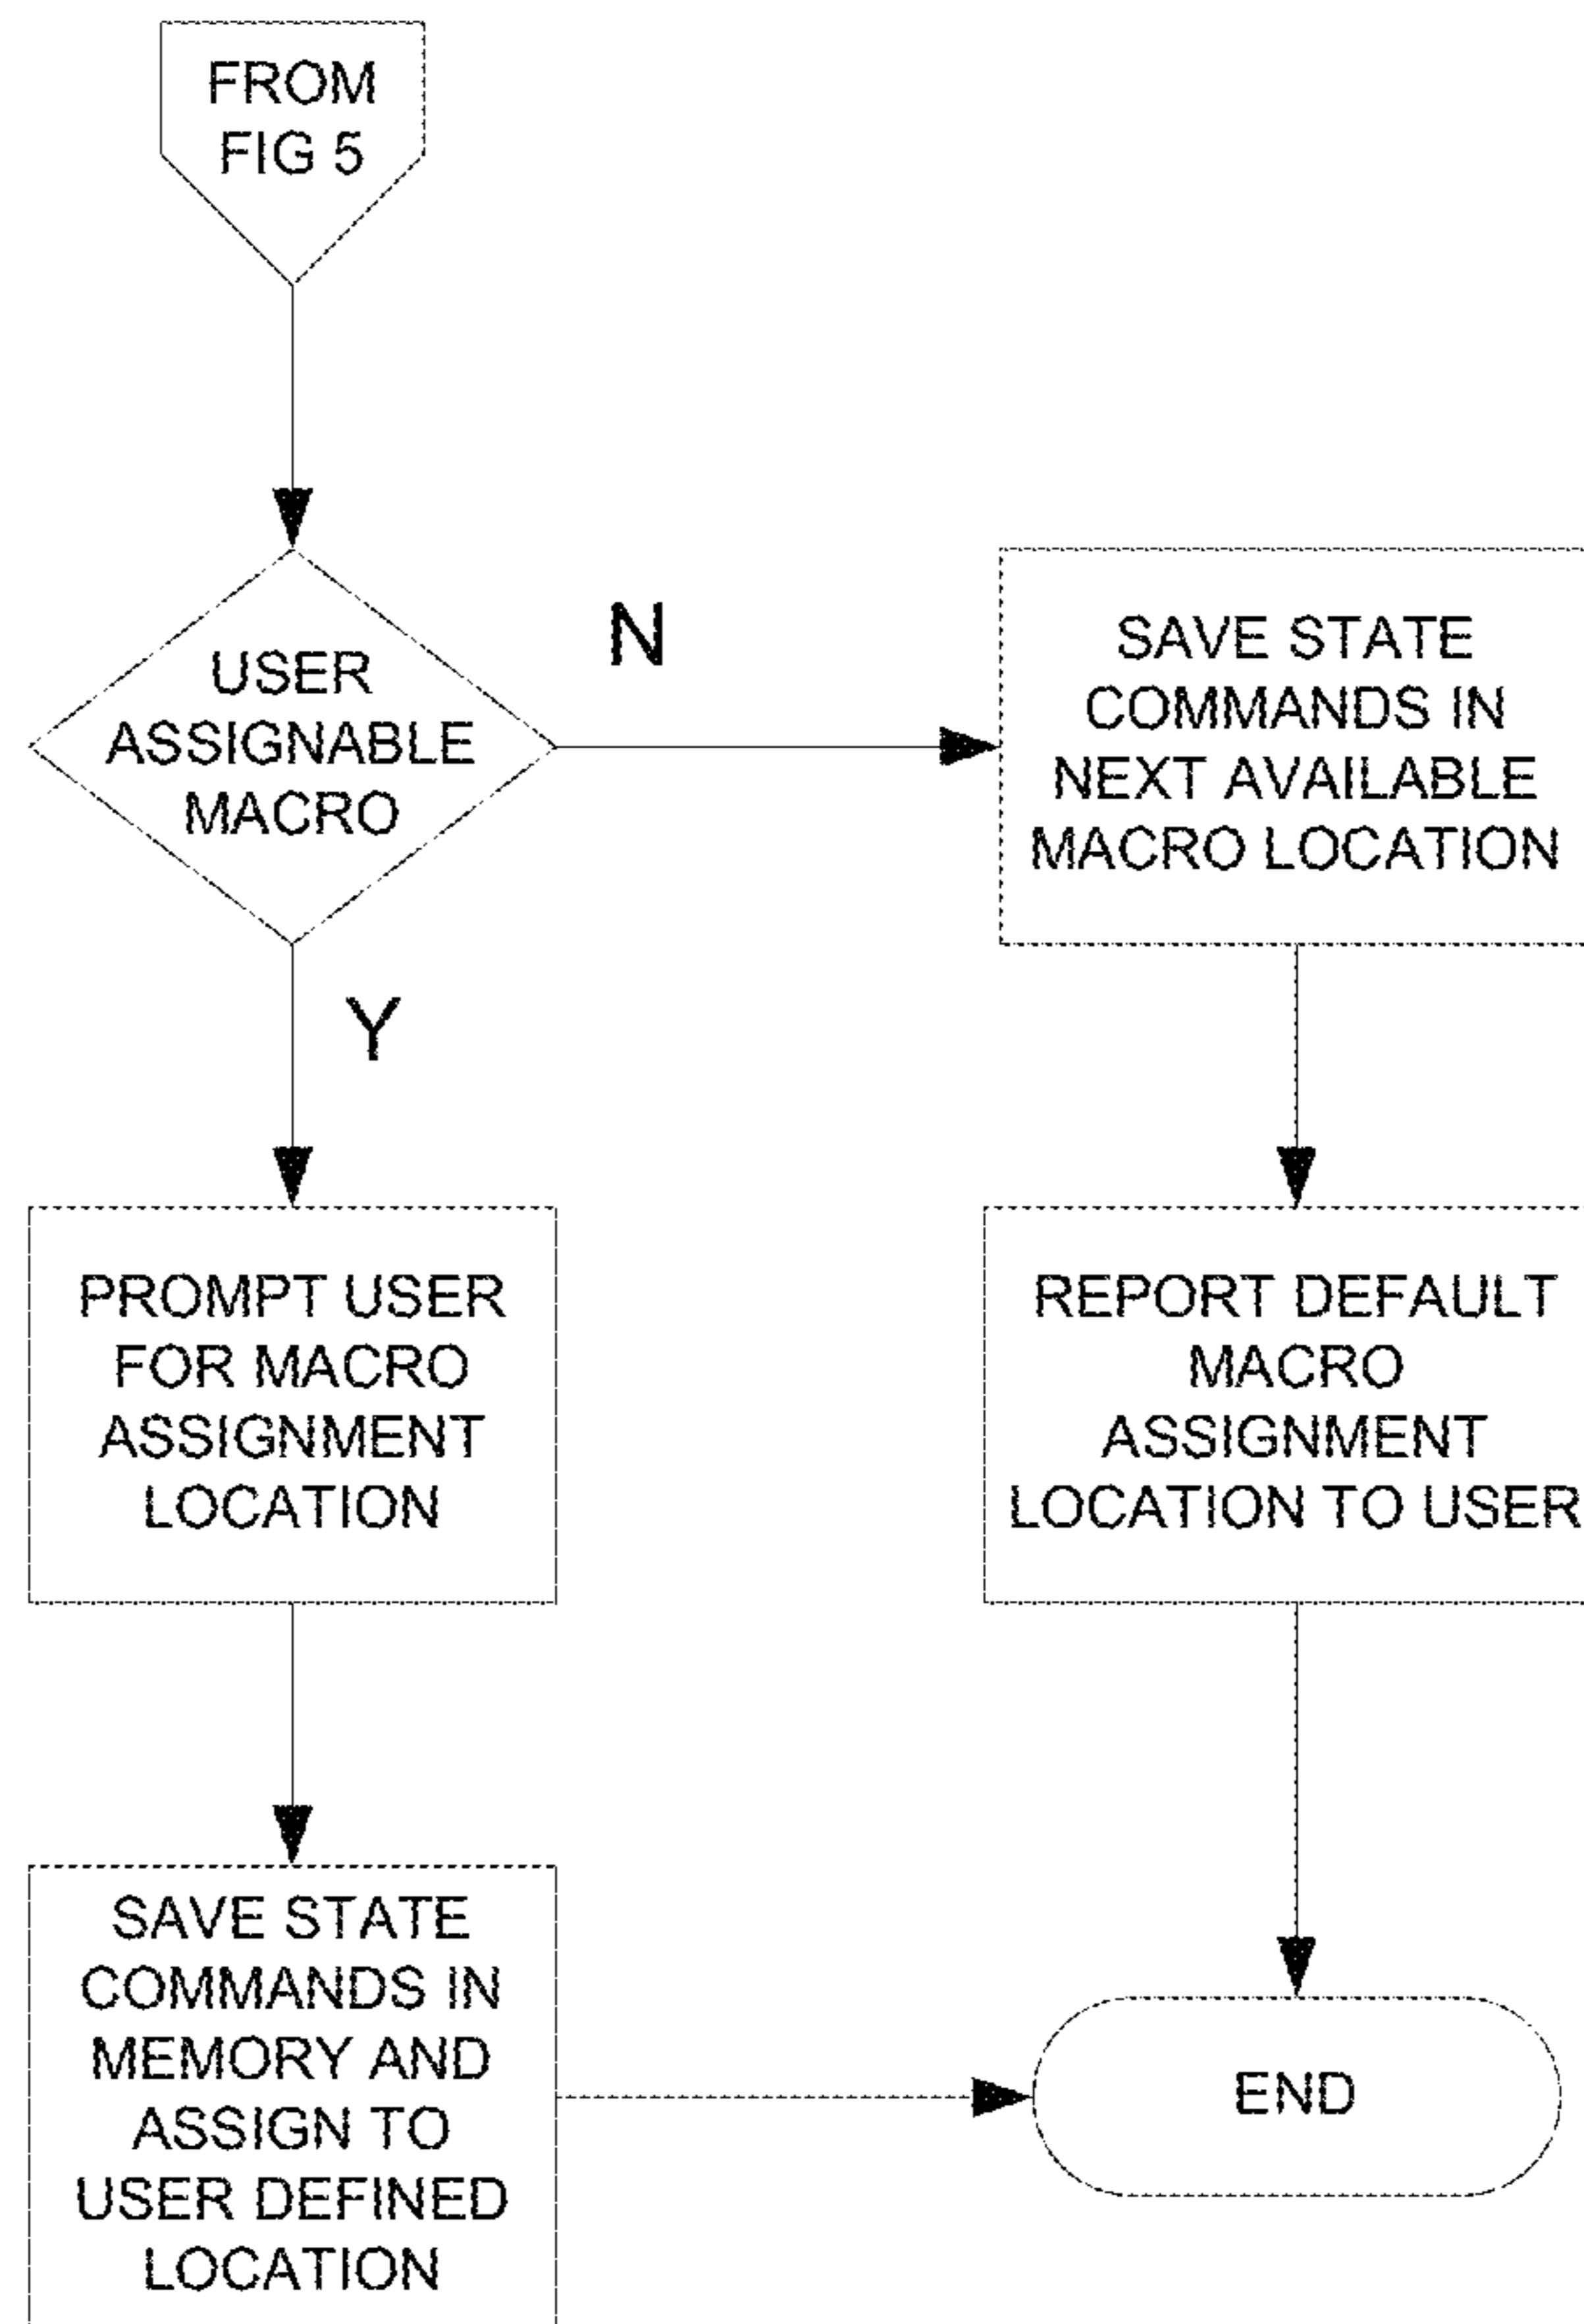 FROM
FIG 5
USER
ASSIGNABLE
MACRO
N
SAVE STATE
COMMANDS IN
NEXT AVAILABLE
MACRO LOCATION
Y
PROMPT USER
FOR MACRO
ASSIGNMENT
LOCATION
REPORT DEFAULT
MACRO
ASSIGNMENT
LOCATION TO USER
SAVE STATE
COMMANDS IN
MEMORY AND
ASSIGN TO
USER DEFINED
LOCATION
END